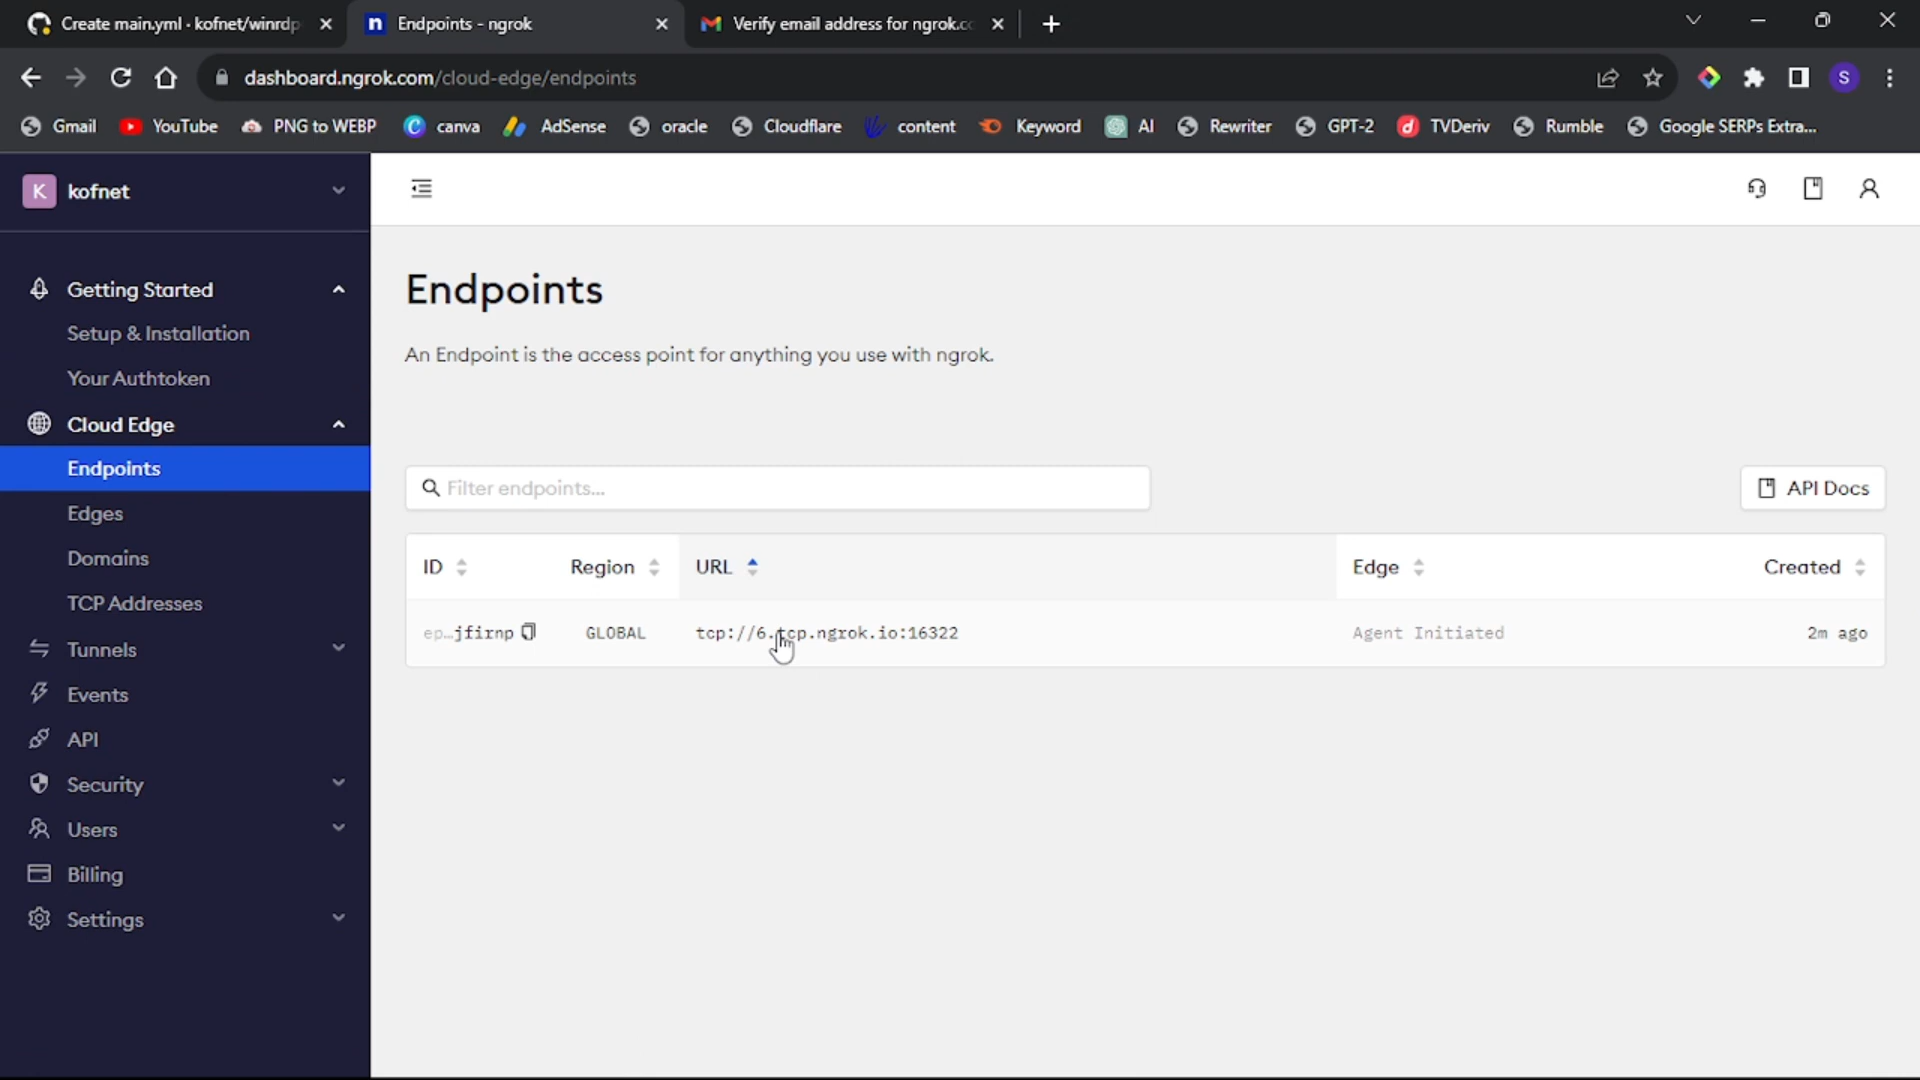 Create main.yml · kofnet/winrdp
Endpoints - ngrok
Verify email address for ngrok.co
dashboard.ngrok.com/cloud-edge/endpoints
S
Gmail
YouTube
PNG to WEBP
canva
AdSense
oracle
Cloudflare
content
Keyword
AI
Rewriter
GPT-2
TVDeriv
Rumble
Google SERPs Extra...
K kofnet
Getting Started
Setup & Installation
Your Authtoken
Cloud Edge
Endpoints
Edges
Domains
TCP Addresses
Tunnels
Events
API
Security
Users
Billing
Settings
Endpoints
An Endpoint is the access point for anything you use with ngrok.
Filter endpoints...
API Docs
ID Region URL Edge Created
ep…jfirnp GLOBAL tcp://6.tcp.ngrok.io:16322 Agent Initiated 2m ago